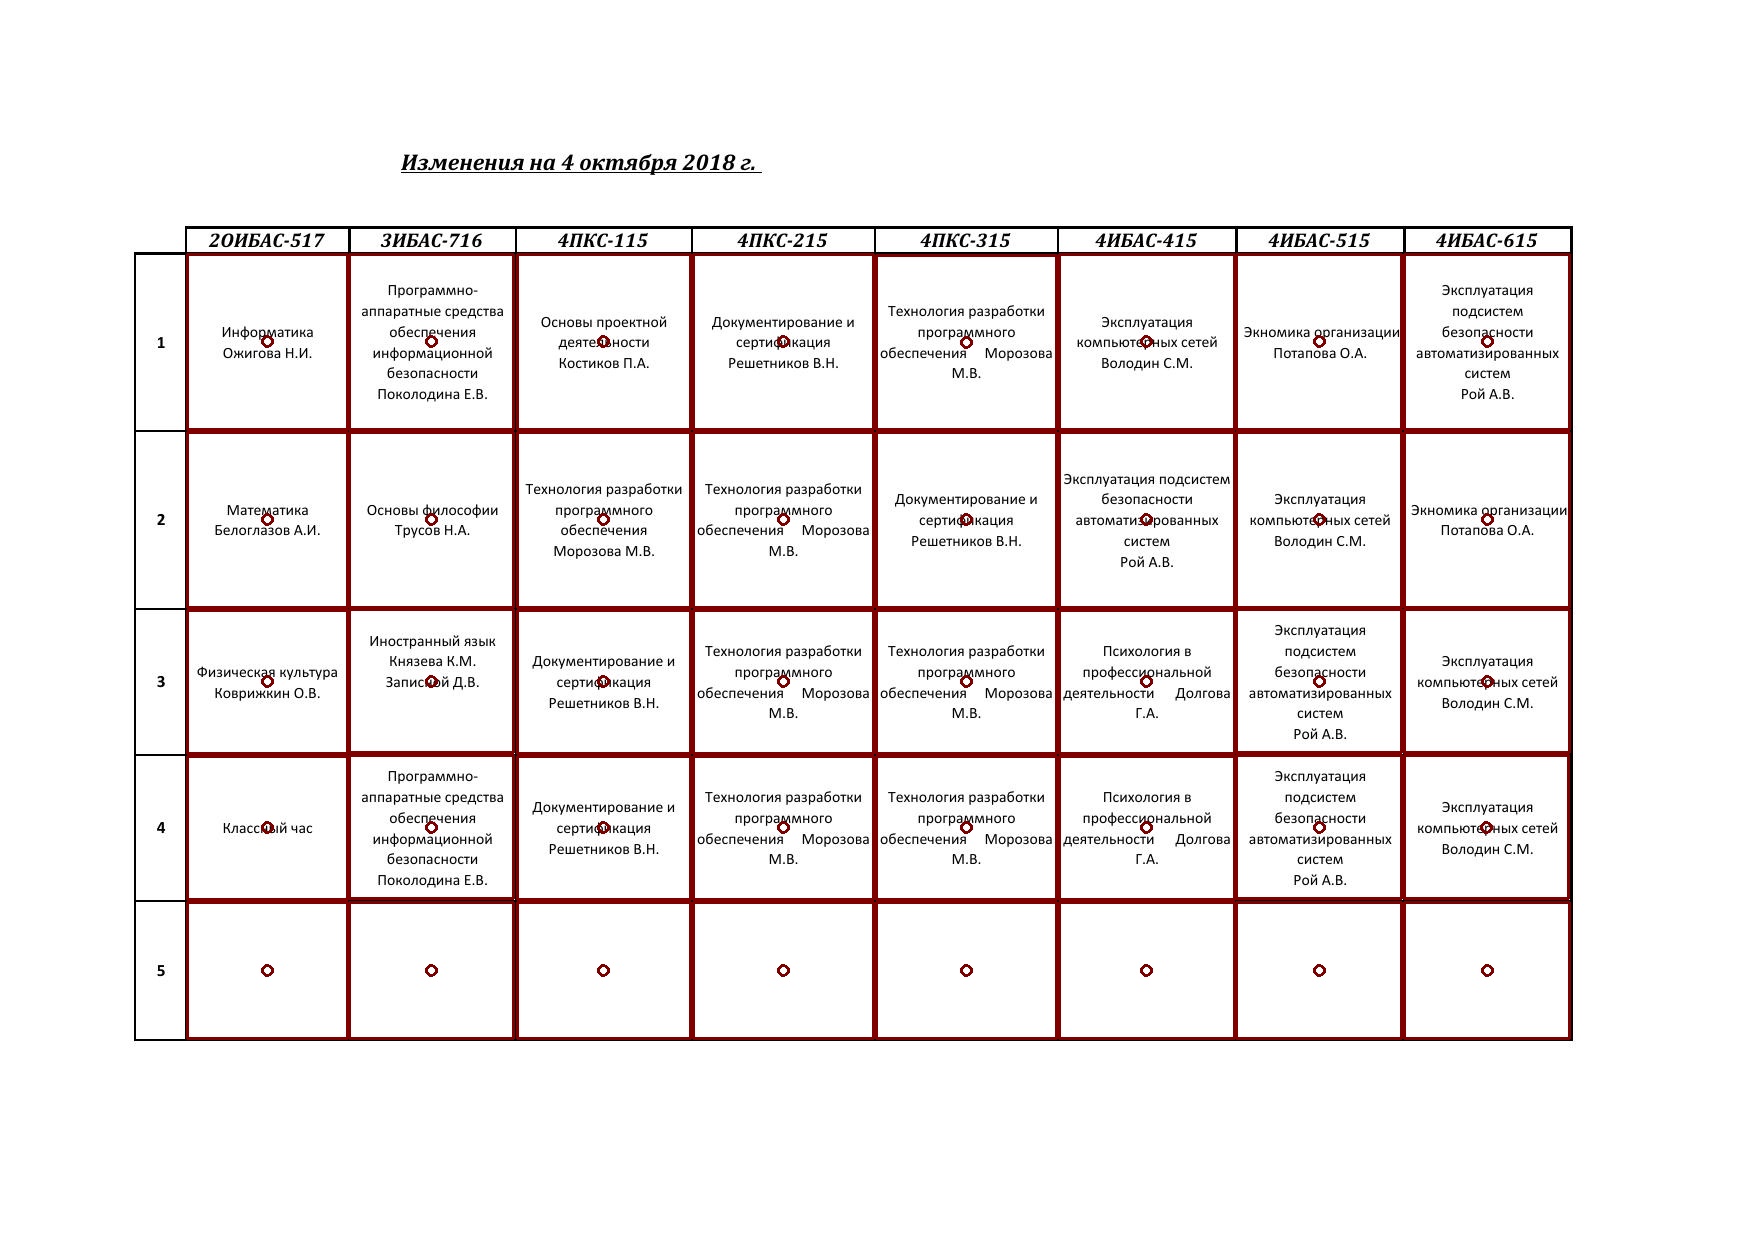 Изменения на 4 октября 2018 г.
2ОИБАС-517 3ИБАС-716 4ПКС-115 4ПКС-215 4ПКС-315 4ИБАС-415 4ИБАС-515 4ИБАС-615
1
Информатика
Ожигова Н.И.
Программно-
аппаратные средства
обеспечения
информационной
безопасности
Поколодина Е.В.
Основы проектной
деятельности
Костиков П.А.
Документирование и
сертификация
Решетников В.Н.
Технология разработки
программного
обеспечения Морозова
М.В.
Эксплуатация
компьютерных сетей
Володин С.М.
Экномика организации
Потапова О.А.
Эксплуатация
подсистем
безопасности
автоматизированных
систем
Рой А.В.
2
Математика
Белоглазов А.И.
Основы философии
Трусов Н.А.
Технология разработки
программного
обеспечения
Морозова М.В.
Технология разработки
программного
обеспечения Морозова
М.В.
Документирование и
сертификация
Решетников В.Н.
Эксплуатация подсистем
безопасности
автоматизированных
систем
Рой А.В.
Эксплуатация
компьютерных сетей
Володин С.М.
Экномика организации
Потапова О.А.
3
Физическая культура
Коврижкин О.В.
Иностранный язык
Князева К.М.
Записной Д.В.
Документирование и
сертификация
Решетников В.Н.
Технология разработки
программного
обеспечения Морозова
М.В.
Технология разработки
программного
обеспечения Морозова
М.В.
Психология в
профессиональной
деятельности Долгова
Г.А.
Эксплуатация
подсистем
безопасности
автоматизированных
систем
Рой А.В.
Эксплуатация
компьютерных сетей
Володин С.М.
4
Классный час
Программно-
аппаратные средства
обеспечения
информационной
безопасности
Поколодина Е.В.
Документирование и
сертификация
Решетников В.Н.
Технология разработки
программного
обеспечения Морозова
М.В.
Технология разработки
программного
обеспечения Морозова
М.В.
Психология в
профессиональной
деятельности Долгова
Г.А.
Эксплуатация
подсистем
безопасности
автоматизированных
систем
Рой А.В.
Эксплуатация
компьютерных сетей
Володин С.М.
5